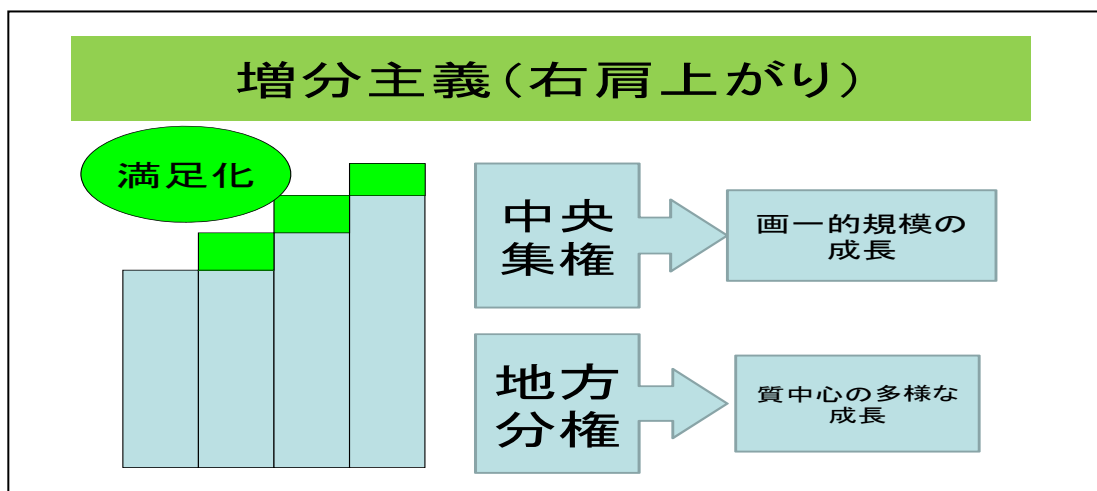 増分主義(右肩上がり)
満足化
中央
集権
画一的規模の
成長
地方
分権
質中心の多様な
成長